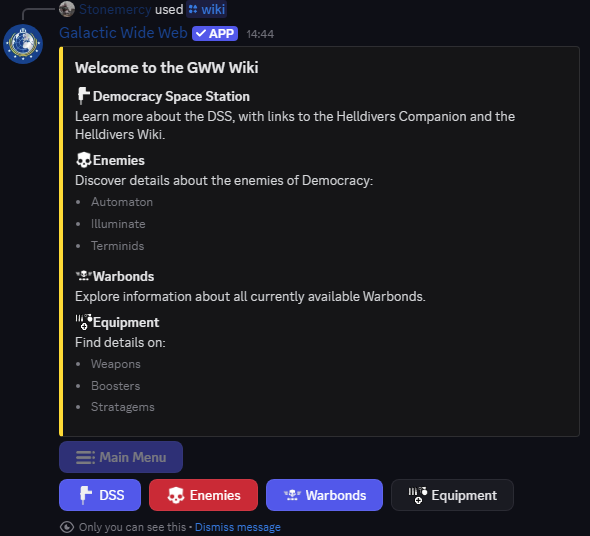 Stonemercy used wiki
Galactic Wide Web APP 14:44
Welcome to the GWW Wiki
Democracy Space Station
Learn more about the DSS, with links to the Helldivers Companion and the
Helldivers Wiki.
Enemies
Discover details about the enemies of Democracy:
• Automaton
• Illuminate
• Terminids
Warbonds
Explore information about all currently available Warbonds.
Equipment
Find details on:
• Weapons
• Boosters
• Stratagems
Main Menu
DSS Enemies Warbonds Equipment
Only you can see this • Dismiss message